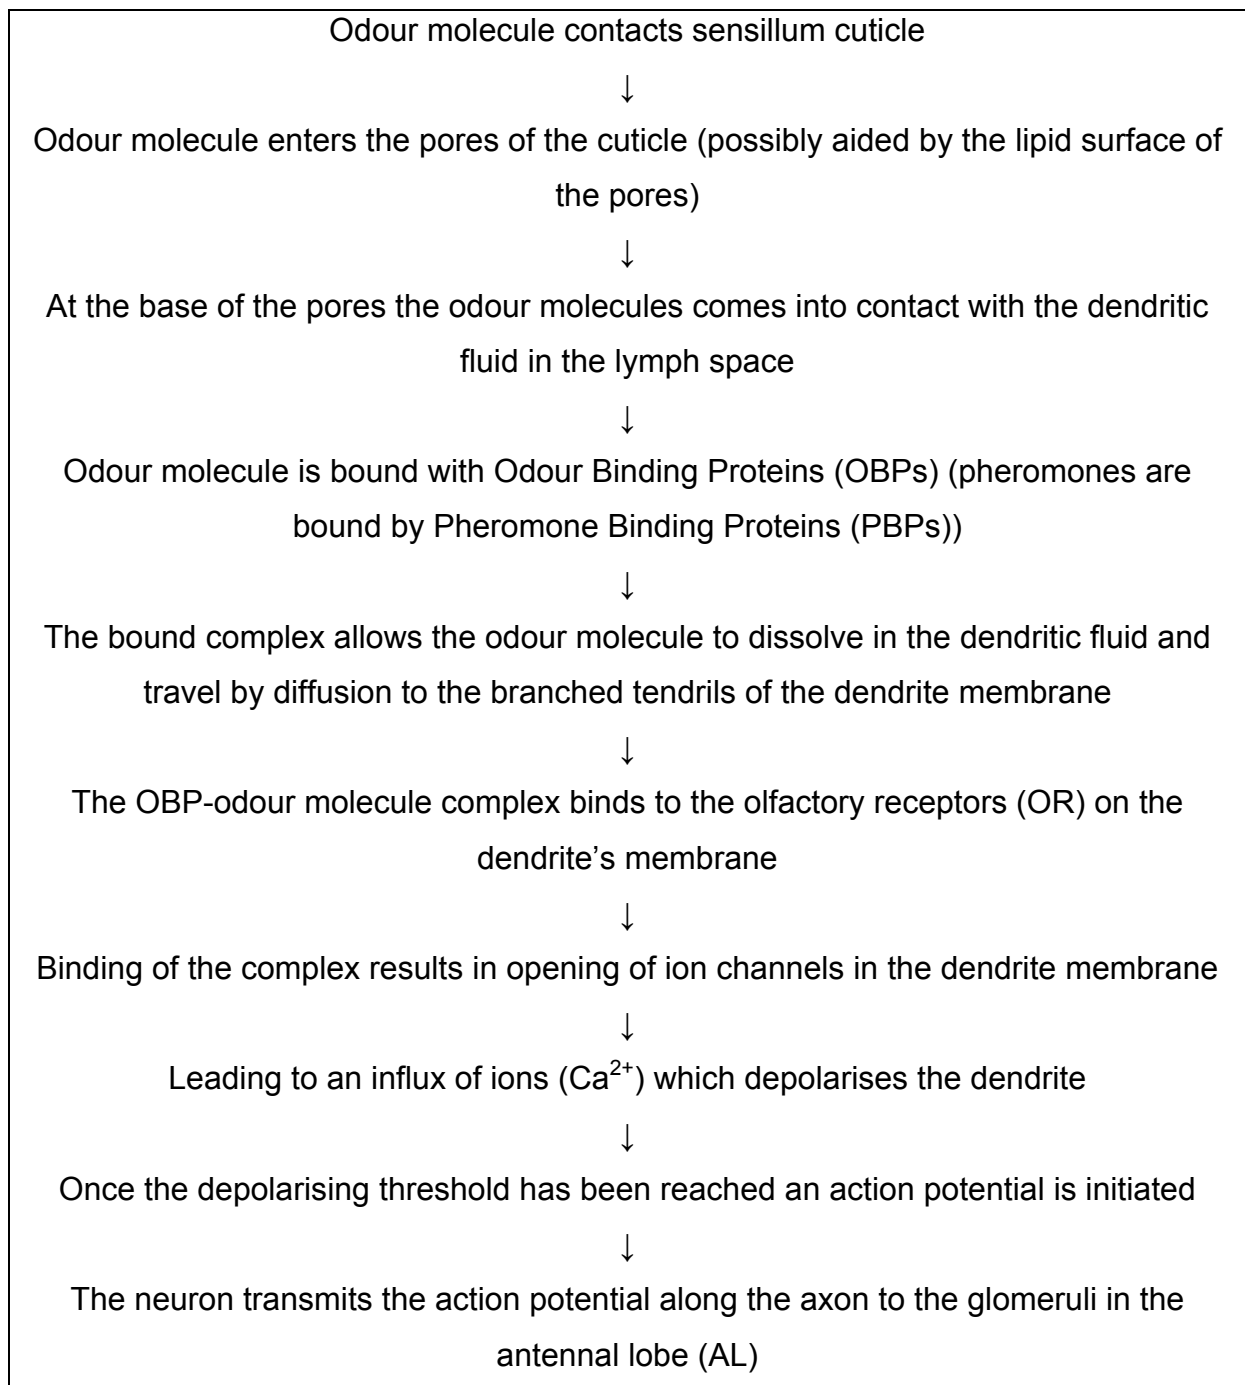 Odour molecule contacts sensillum cuticle
↓
Odour molecule enters the pores of the cuticle (possibly aided by the lipid surface of
the pores)
↓
At the base of the pores the odour molecules comes into contact with the dendritic
fluid in the lymph space
↓
Odour molecule is bound with Odour Binding Proteins (OBPs) (pheromones are
bound by Pheromone Binding Proteins (PBPs))
↓
The bound complex allows the odour molecule to dissolve in the dendritic fluid and
travel by diffusion to the branched tendrils of the dendrite membrane
↓
The OBP-odour molecule complex binds to the olfactory receptors (OR) on the
dendrite’s membrane
↓
Binding of the complex results in opening of ion channels in the dendrite membrane
↓
Leading to an influx of ions (Ca²⁺) which depolarises the dendrite
↓
Once the depolarising threshold has been reached an action potential is initiated
↓
The neuron transmits the action potential along the axon to the glomeruli in the
antennal lobe (AL)